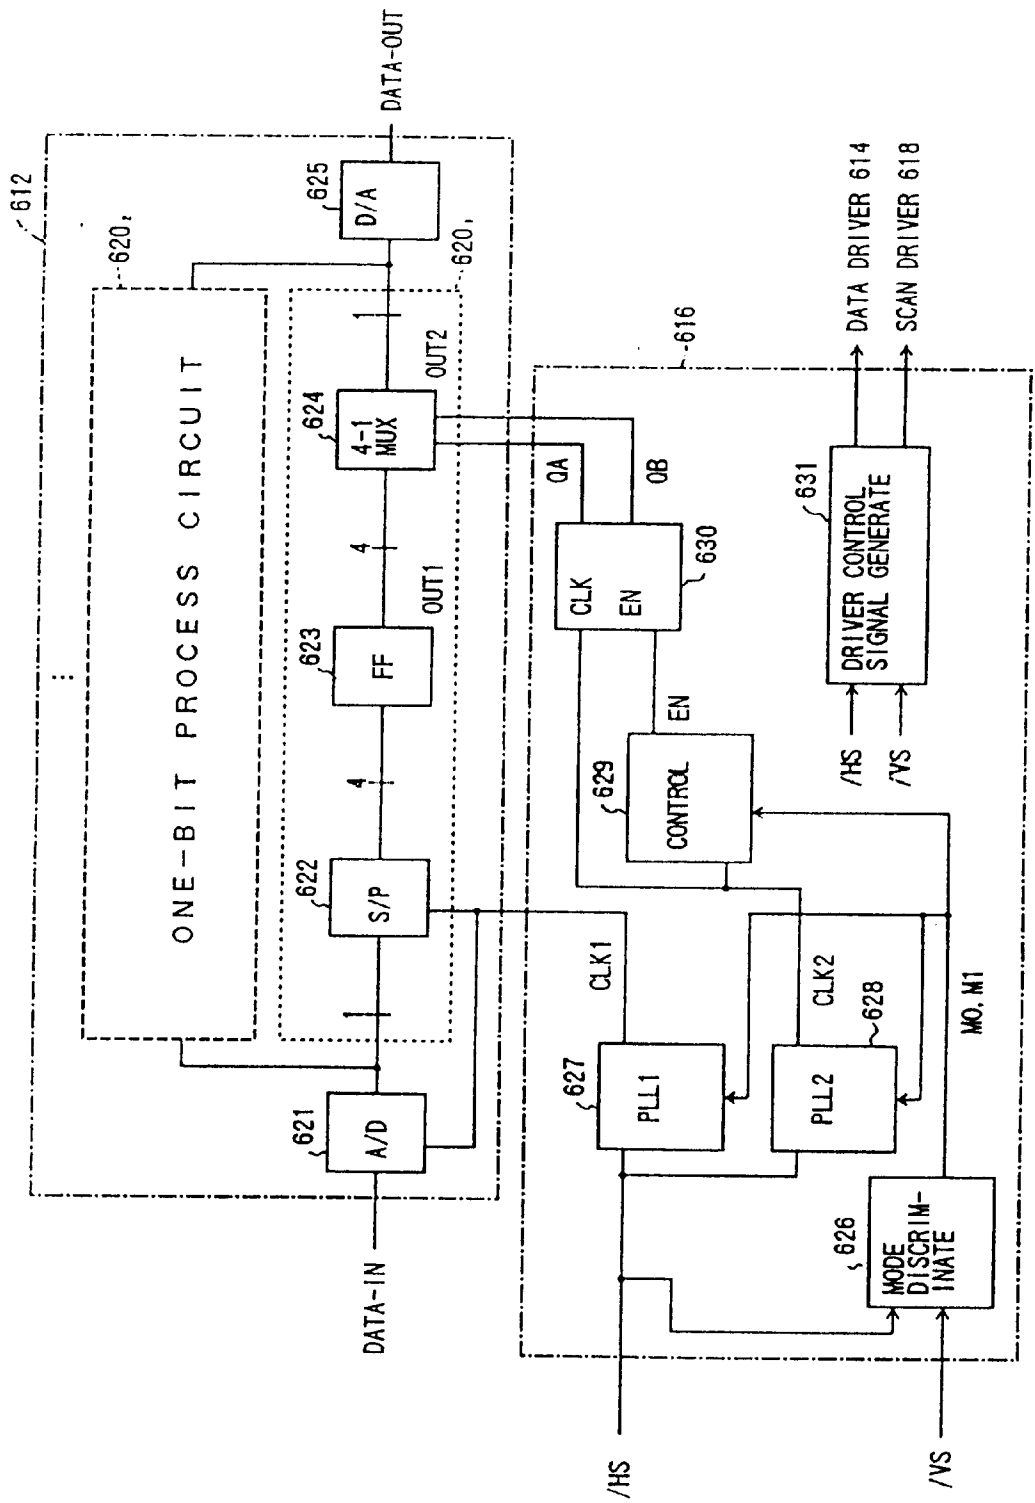 612
620₂
ONE-BIT PROCESS CIRCUIT
...
DATA-IN
621
A/D
1
622
S/P
4
623
FF
4
OUT1
624
4-1
MUX
1
OUT2
620₁
625
D/A
DATA-OUT
616
/HS
/VS
626
MODE
DISCRIM-
INATE
M0, M1
627
PLL1
CLK1
PLL2
628
CLK2
629
CONTROL
EN
CLK
EN
630
QA
QB
/HS
/VS
631
DRIVER CONTROL
SIGNAL GENERATE
DATA DRIVER 614
SCAN DRIVER 618